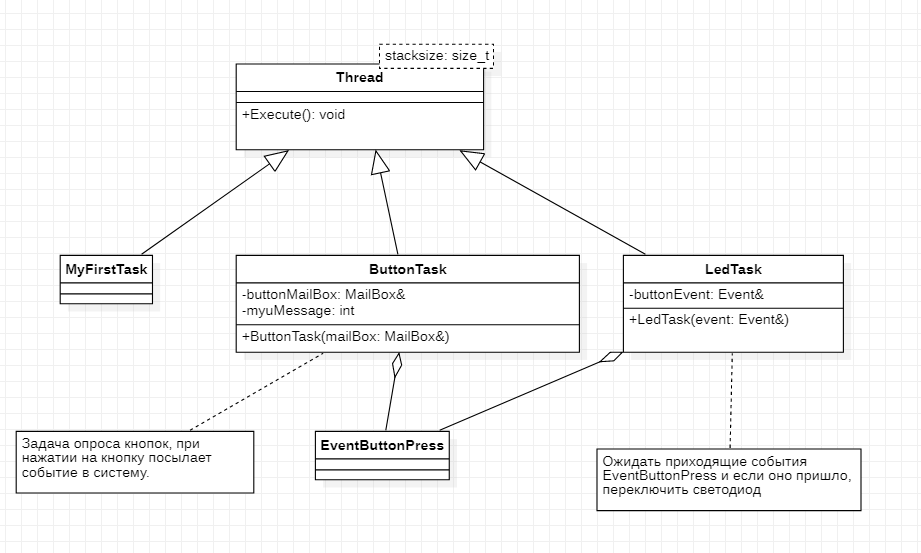 stacksize: size_t
Thread
+Execute(): void
MyFirstTask
ButtonTask
-buttonMailBox: MailBox&
-myuMessage: int
+ButtonTask(mailBox: MailBox&)
LedTask
-buttonEvent: Event&
+LedTask(event: Event&)
Задача опроса кнопок, при
нажатии на кнопку посылает
событие в систему.
EventButtonPress
Ожидать приходящие события
EventButtonPress и если оно пришло,
переключить светодиод